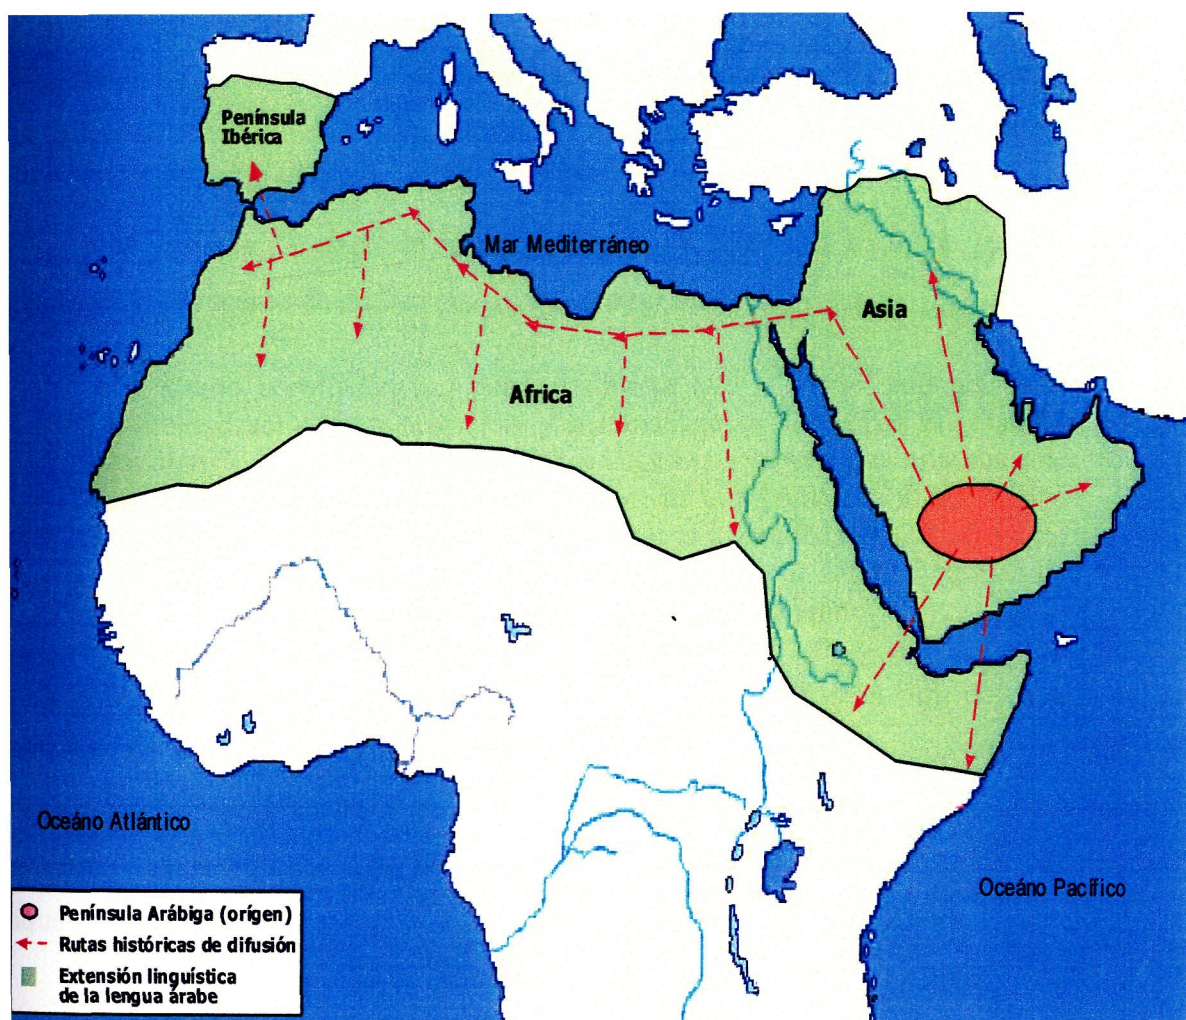 Península
Ibérica
Mar Mediterráneo
Asia
Africa
Oceáno Atlántico
Oceáno Pacífico
Península Arábiga (orígen)
Rutas históricas de difusión
Extensión linguística
de la lengua árabe